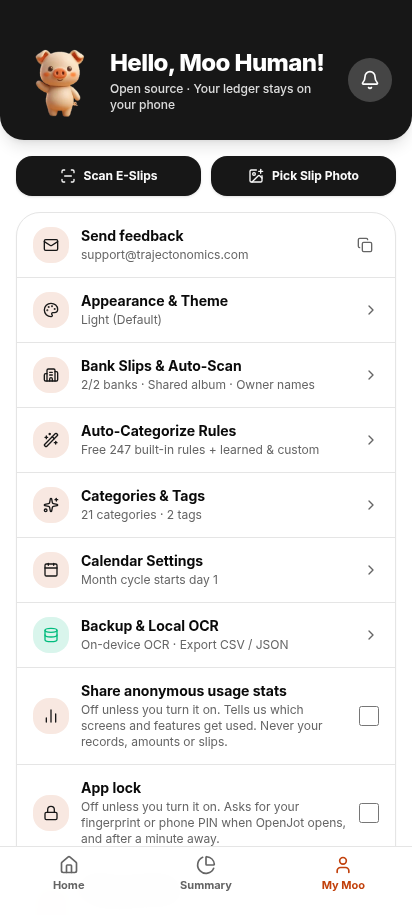 Hello, Moo Human!
Open source · Your ledger stays on
your phone
Scan E-Slips
Pick Slip Photo
Send feedback
support@trajectonomics.com
Appearance & Theme
Light (Default)
Bank Slips & Auto-Scan
2/2 banks · Shared album · Owner names
Auto-Categorize Rules
Free 247 built-in rules + learned & custom
Categories & Tags
21 categories · 2 tags
Calendar Settings
Month cycle starts day 1
Backup & Local OCR
On-device OCR · Export CSV / JSON
Share anonymous usage stats
Off unless you turn it on. Tells us which
screens and features get used. Never your
records, amounts or slips.
App lock
Off unless you turn it on. Asks for your
fingerprint or phone PIN when OpenJot opens,
and after a minute away.
Home
Summary
My Moo